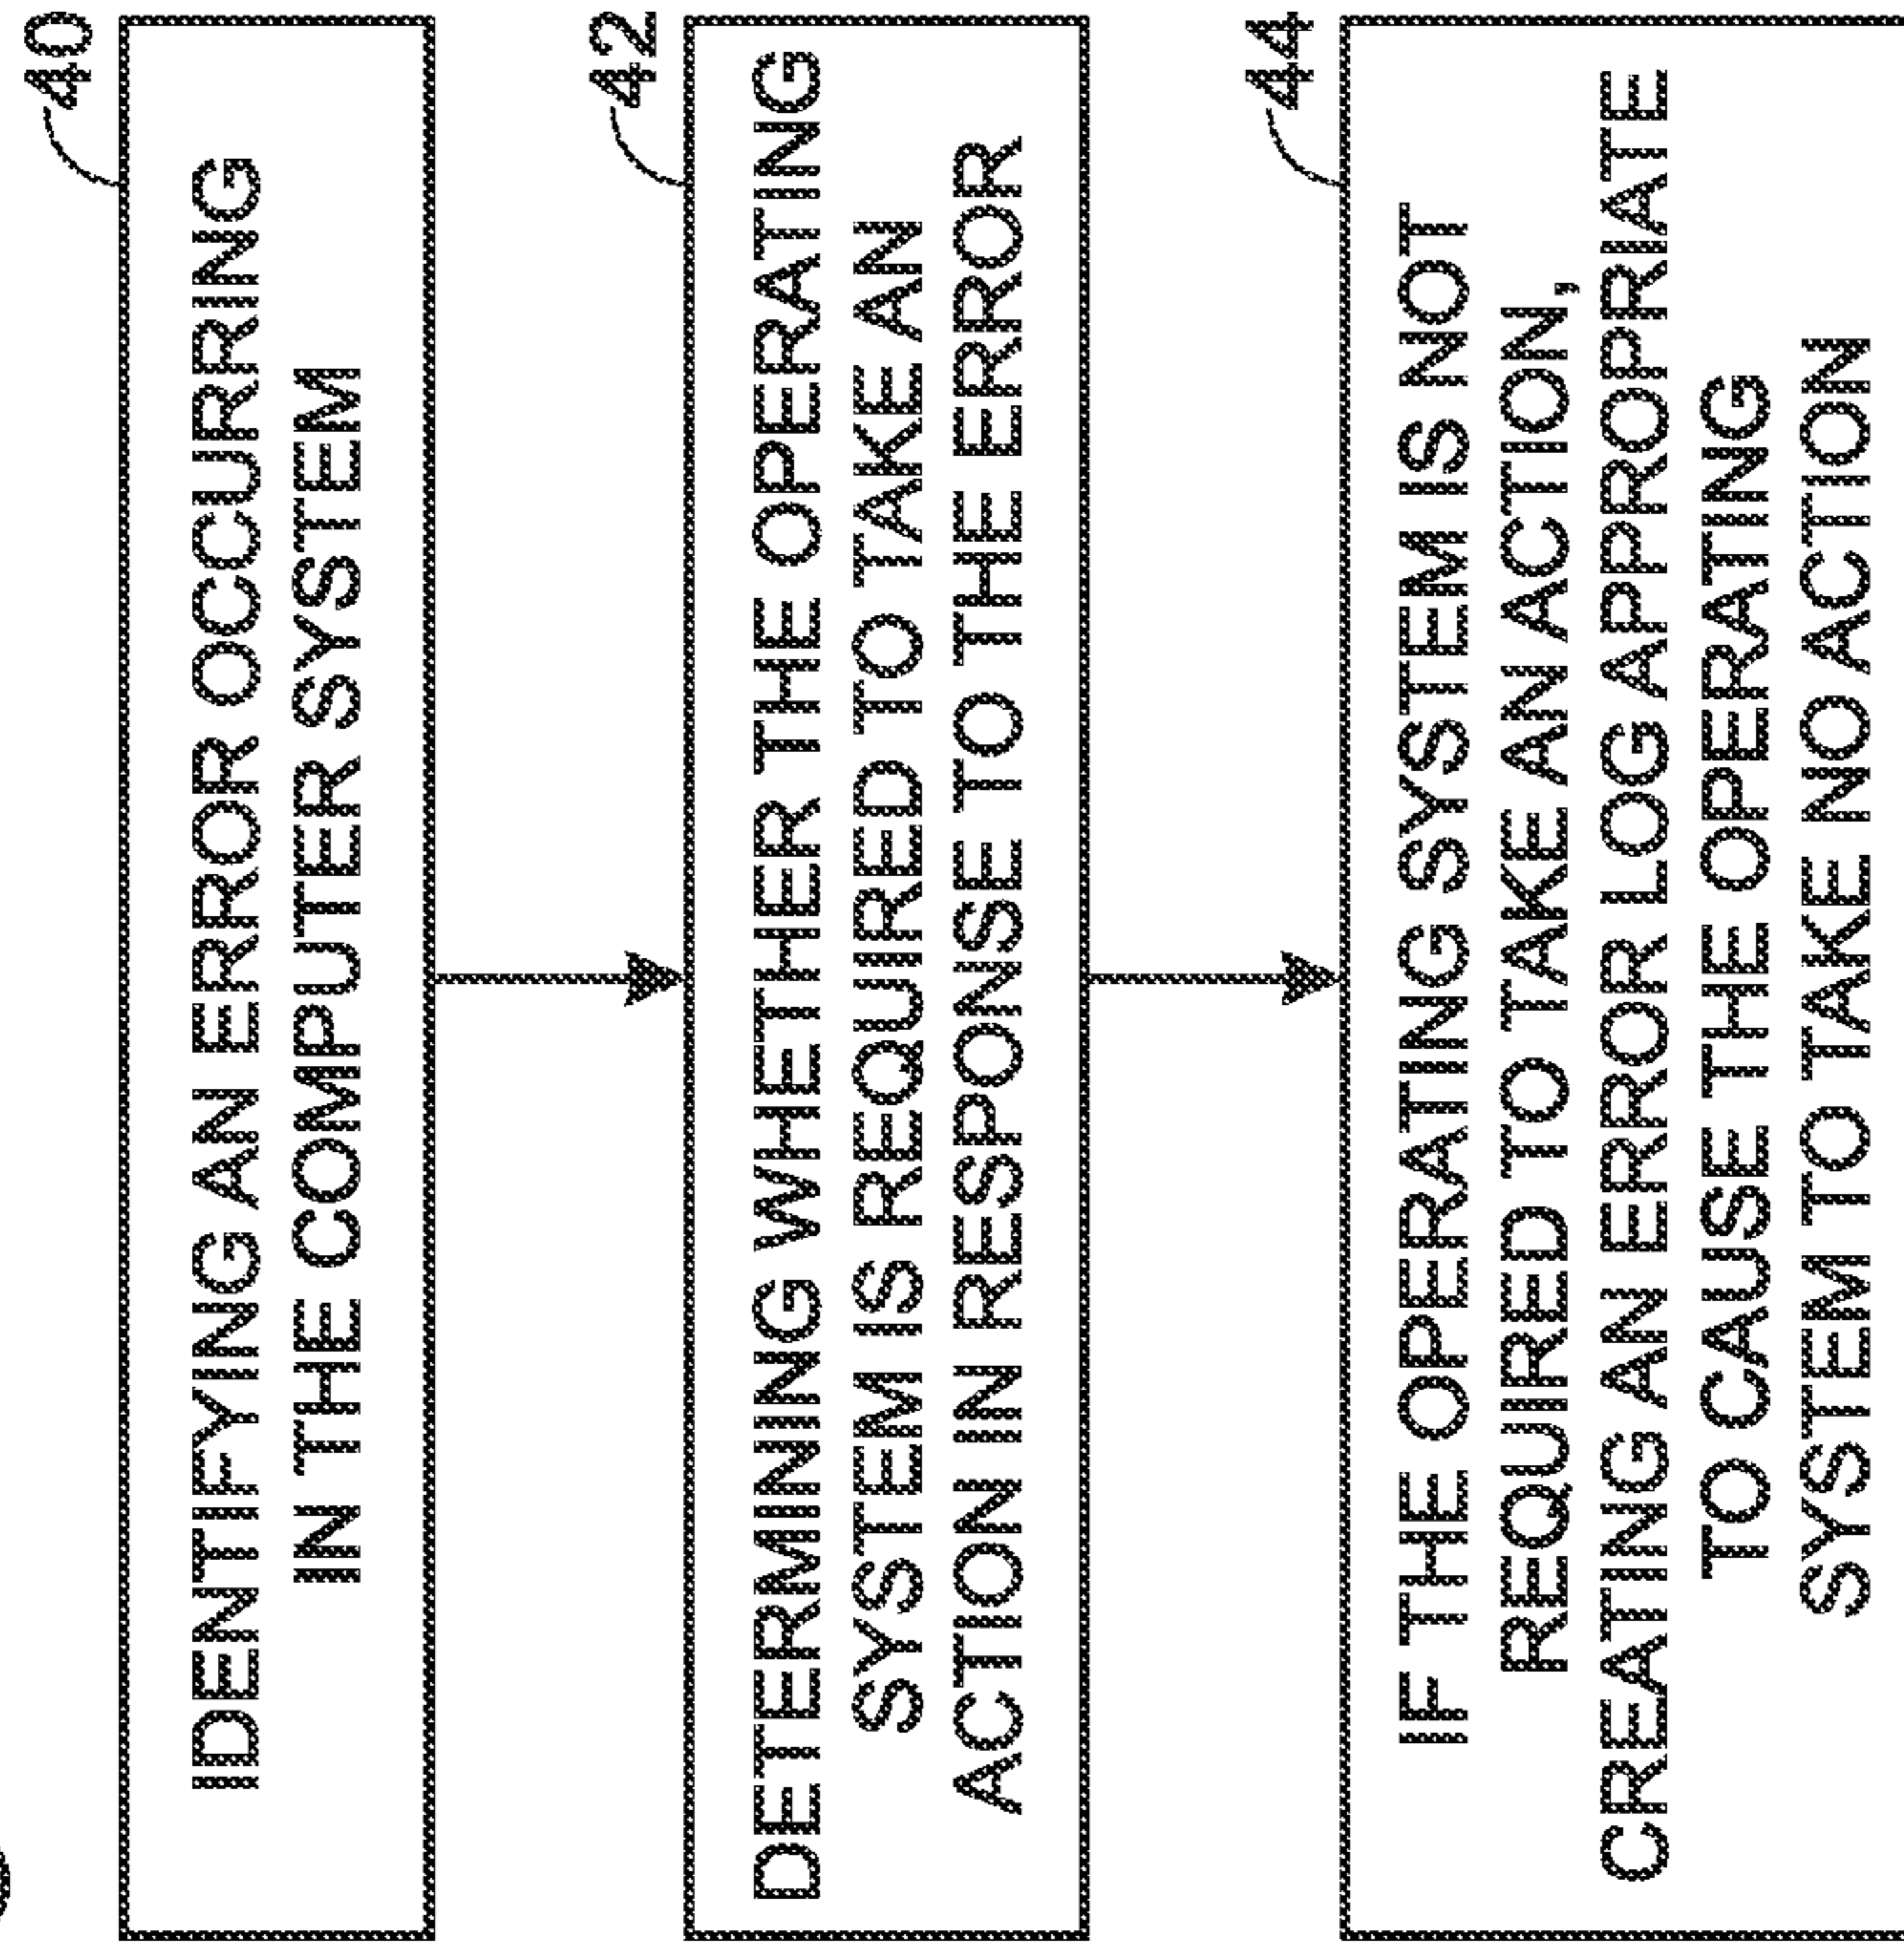 40
IDENTIFYING AN ERROR OCCURRING
IN THE COMPUTER SYSTEM
42
DETERMINING WHETHER THE OPERATING
SYSTEM IS REQUIRED TO TAKE AN
ACTION IN RESPONSE TO THE ERROR
44
IF THE OPERATING SYSTEM IS NOT
REQUIRED TO TAKE AN ACTION,
CREATING AN ERROR LOG APPROPRIATE
TO CAUSE THE OPERATING
SYSTEM TO TAKE NO ACTION